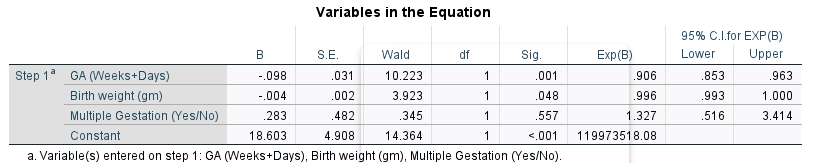 Variables in the Equation
95% C.I.for EXP(B)
B S.E. Wald df Sig. Exp(B) Lower Upper
Step 1a GA (Weeks+Days) -.098 .031 10.223 1 .001 .906 .853 .963
Birth weight (gm) -.004 .002 3.923 1 .048 .996 .993 1.000
Multiple Gestation (Yes/No) .283 .482 .345 1 .557 1.327 .516 3.414
Constant 18.603 4.908 14.364 1 <.001 119973518.08
a. Variable(s) entered on step 1: GA (Weeks+Days), Birth weight (gm), Multiple Gestation (Yes/No).